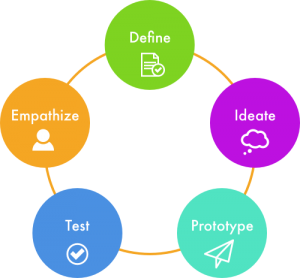 Define
Empathize
Ideate
Test
Prototype